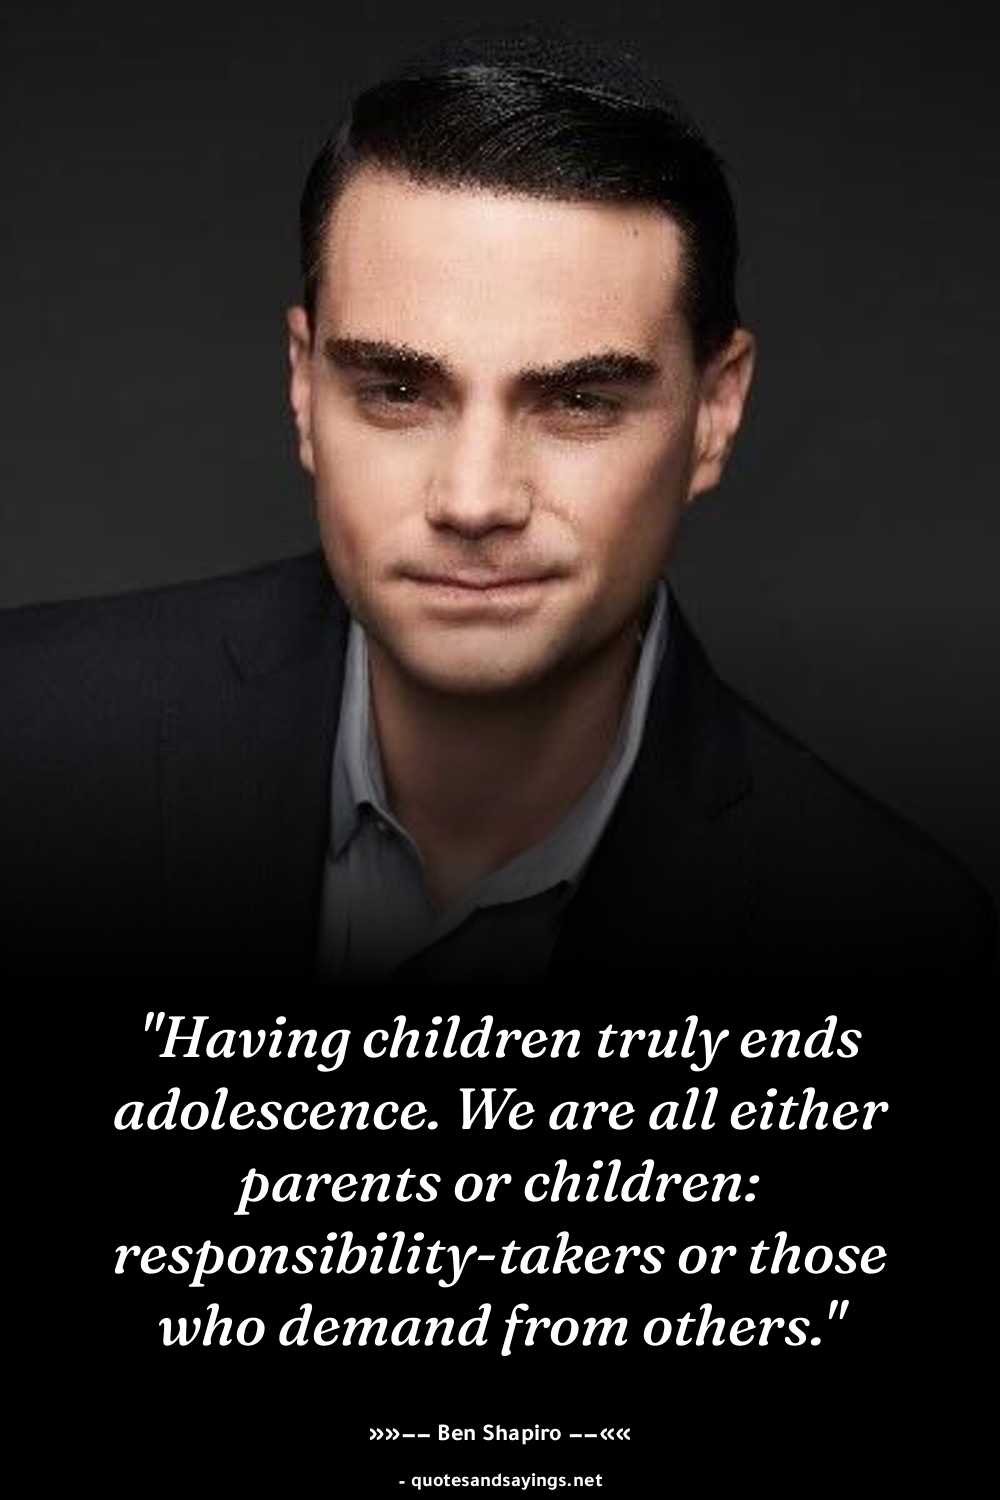 "Having children truly ends
adolescence. We are all either
parents or children:
responsibility-takers or those
who demand from others."
»»–– Ben Shapiro ––««
- quotesandsayings.net